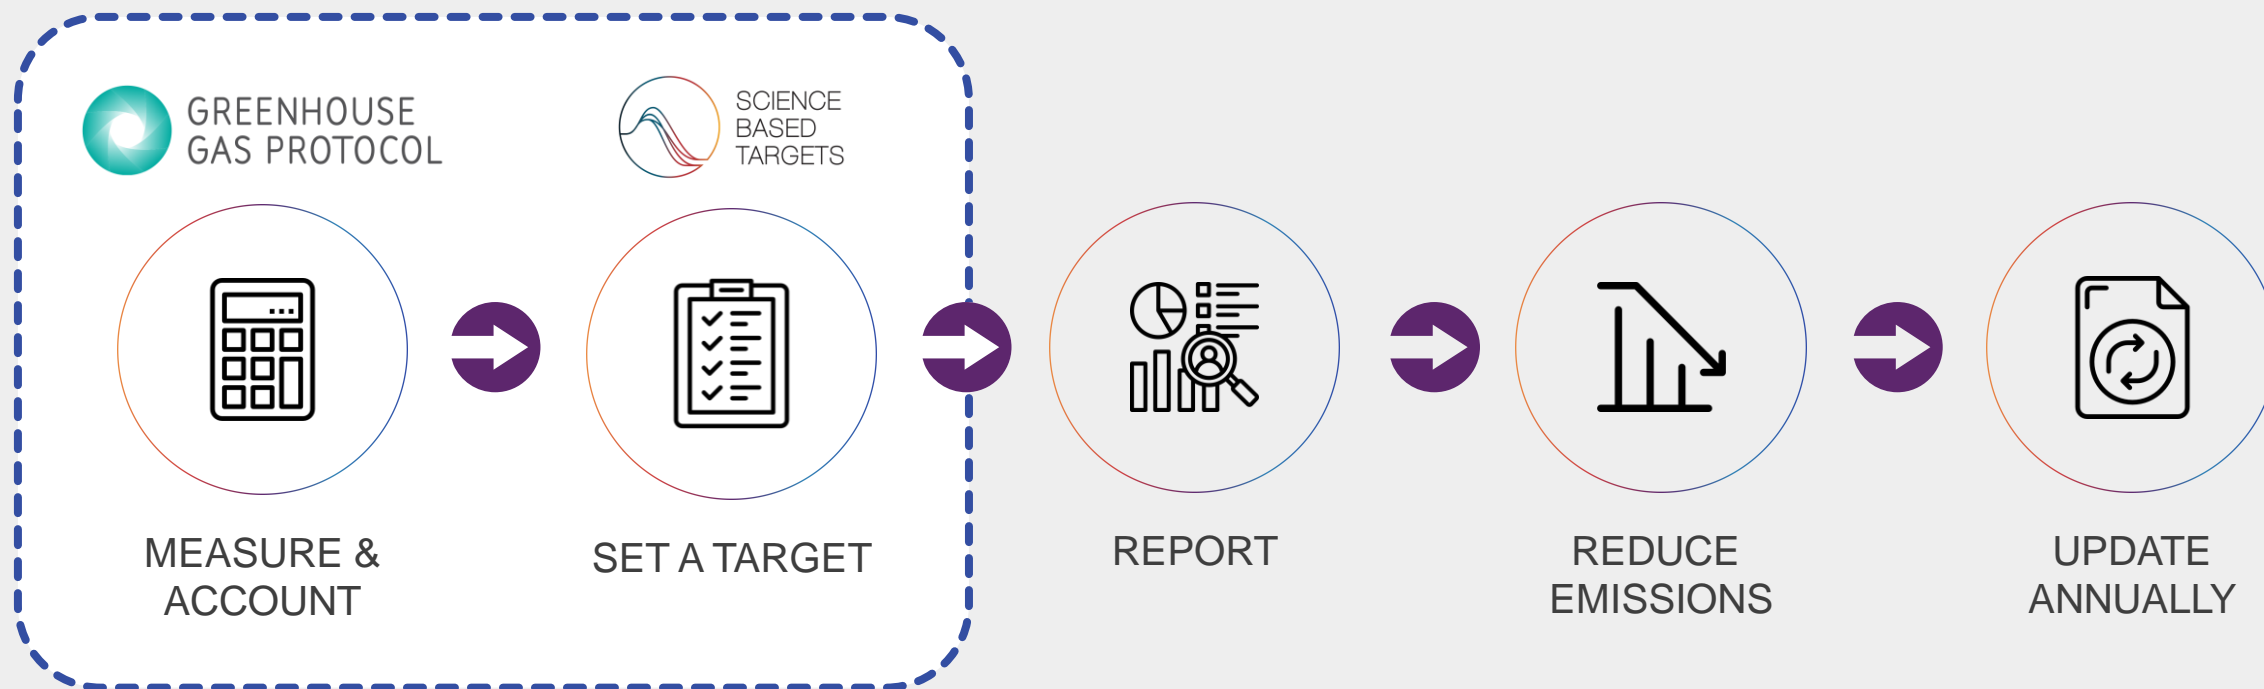 GREENHOUSE
GAS PROTOCOL
SCIENCE
BASED
TARGETS
MEASURE &
ACCOUNT
SET A TARGET
REPORT
REDUCE
EMISSIONS
UPDATE
ANNUALLY